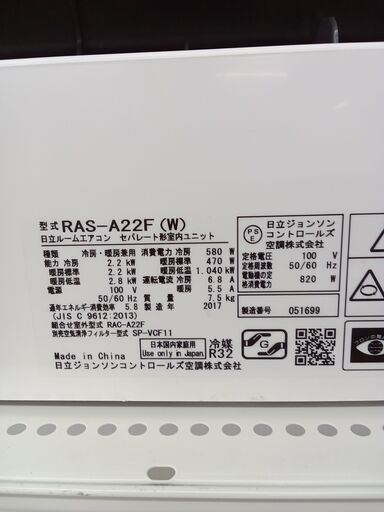 型式 RAS-A22F (W)
日立ルームエアコン セパレート形室内ユニット
種類 冷房・暖房兼用 消費電力冷房 580 W
能力冷房 2.2 kW 暖房標準 470 W
暖房標準 2.2 kW 暖房低温 1.040 kW
暖房低温 2.8 kW 運転電流冷房 6.8 A
電源 100 V 暖房 5.5 A
50/60 Hz 質量 7.5 kg
通年エネルギー消費効率 5.8 製造年 2017
(JIS C 9612:2013)
組合せ室外型式 RAC-A22F
別売空気清浄フィルター型式 SP-VCF11
Made in China
日本国内家庭用
Use only in Japan
冷媒
R32
日立ジョンソンコントロールズ空調株式会社
PS
E
日立ジョンソン
コントロールズ
空調株式会社
定格電圧 100 V
定格周波数 50/60 Hz
定格消費電力 820 W
製造番号 051699
G